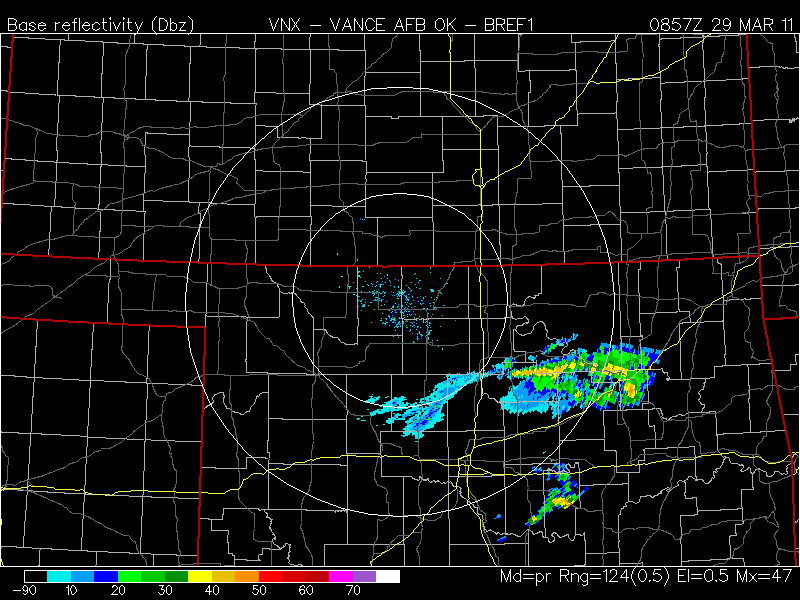 Base reflectivity (Dbz) VNX – VANCE AFB OK – BREF1 0857Z 29 MAR 11
Md=pr Rng=124(0.5) El=0.5 Mx=47
-90 10 20 30 40 50 60 70